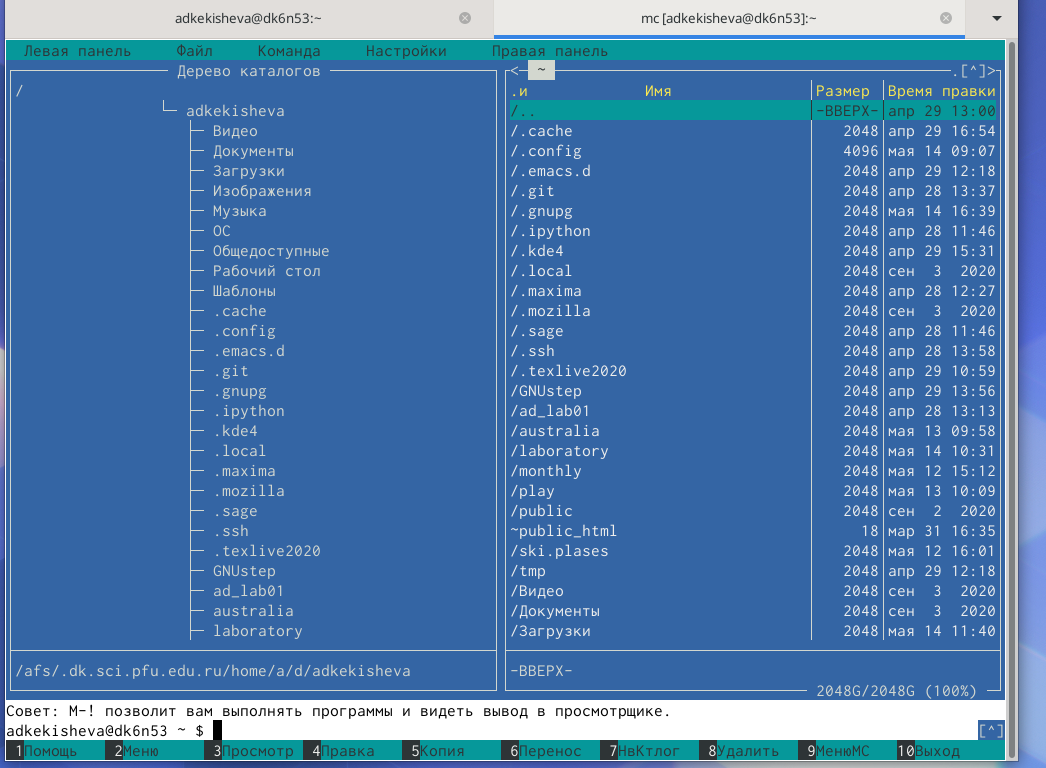 adkekisheva@dk6n53:~
mc [adkekisheva@dk6n53]:~
Левая панель Файл Команда Настройки Правая панель
Дерево каталогов
/
adkekisheva
Видео
Документы
Загрузки
Изображения
Музыка
ОС
Общедоступные
Рабочий стол
Шаблоны
.cache
.config
.emacs.d
.git
.gnupg
.ipython
.kde4
.local
.maxima
.mozilla
.sage
.ssh
.texlive2020
GNUstep
ad_lab01
australia
laboratory
/afs/.dk.sci.pfu.edu.ru/home/a/d/adkekisheva
<─ ~ .[^]>
.и Имя Размер Время правки
/.. -ВВЕРХ- апр 29 13:00
/.cache 2048 апр 29 16:54
/.config 4096 мая 14 09:07
/.emacs.d 2048 апр 29 12:18
/.git 2048 апр 28 13:37
/.gnupg 2048 мая 14 16:39
/.ipython 2048 апр 28 11:46
/.kde4 2048 апр 29 15:31
/.local 2048 сен 3 2020
/.maxima 2048 апр 28 12:27
/.mozilla 2048 сен 3 2020
/.sage 2048 апр 28 11:46
/.ssh 2048 апр 28 13:58
/.texlive2020 2048 апр 29 10:59
/GNUstep 2048 апр 29 13:56
/ad_lab01 2048 апр 28 13:13
/australia 2048 мая 13 09:58
/laboratory 2048 мая 14 10:31
/monthly 2048 мая 12 15:12
/play 2048 мая 13 10:09
/public 2048 сен 2 2020
~public_html 18 мар 31 16:35
/ski.plases 2048 мая 12 16:01
/tmp 2048 апр 29 12:18
/Видео 2048 сен 3 2020
/Документы 2048 сен 3 2020
/Загрузки 2048 мая 14 11:40
-ВВЕРХ-
2048G/2048G (100%)
Совет: M-! позволит вам выполнять программы и видеть вывод в просмотрщике.
adkekisheva@dk6n53 ~ $ [^]
1Помощь 2Меню 3Просмотр 4Правка 5Копия 6Перенос 7НвКтлог 8Удалить 9МенюMC 10Выход